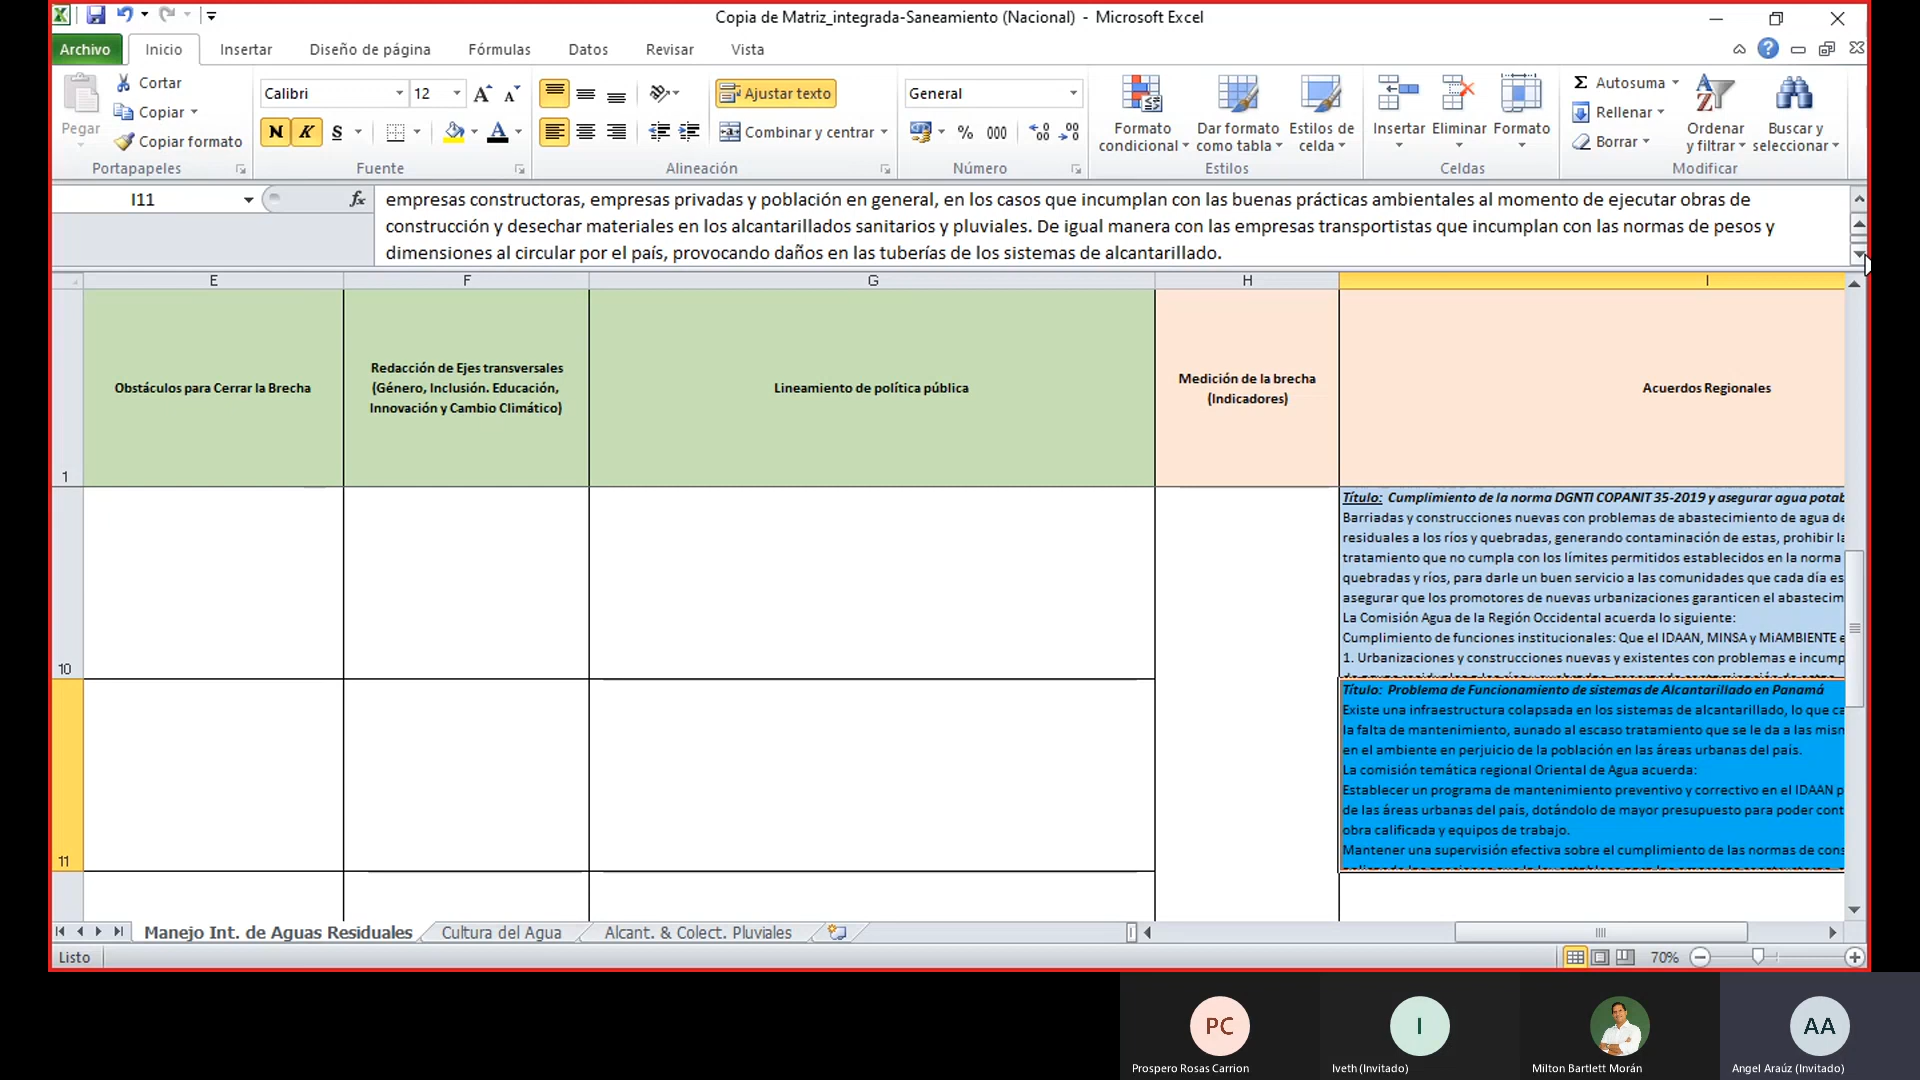 Copia de Matriz_integrada-Saneamiento (Nacional) - Microsoft Excel
Archivo Inicio Insertar Diseño de página Fórmulas Datos Revisar Vista
Pegar
Cortar
Copiar
Copiar formato
Portapapeles
Calibri 12
N K S
Fuente
Ajustar texto
Combinar y centrar
Alineación
General
% 000
Número
Formato condicional
Dar formato como tabla
Estilos de celda
Estilos
Insertar Eliminar Formato
Celdas
Autosuma
Rellenar
Borrar
Ordenar y filtrar
Buscar y seleccionar
Modificar
I11
fx
empresas constructoras, empresas privadas y población en general, en los casos que incumplan con las buenas prácticas ambientales al momento de ejecutar obras de
construcción y desechar materiales en los alcantarillados sanitarios y pluviales. De igual manera con las empresas transportistas que incumplan con las normas de pesos y
dimensiones al circular por el país, provocando daños en las tuberías de los sistemas de alcantarillado.
E F G H I
1
Obstáculos para Cerrar la Brecha
Redacción de Ejes transversales
(Género, Inclusión. Educación,
Innovación y Cambio Climático)
Lineamiento de política pública
Medición de la brecha
(Indicadores)
Acuerdos Regionales
10
Título: Cumplimiento de la norma DGNTI COPANIT 35-2019 y asegurar agua
Barriadas y construcciones nuevas con problemas de abastecimiento de agua
residuales a los ríos y quebradas, generando contaminación de estas, prohibir
tratamiento que no cumpla con los límites permitidos establecidos en la norma
quebradas y ríos, para darle un buen servicio a las comunidades que cada día
asegurar que los promotores de nuevas urbanizaciones garanticen el
La Comisión Agua de la Región Occidental acuerda lo siguiente:
Cumplimiento de funciones institucionales: Que el IDAAN, MINSA y MiAMBIENTE
1. Urbanizaciones y construcciones nuevas y existentes con problemas e
11
Título: Problema de Funcionamiento de sistemas de Alcantarillado en Panamá
Existe una infraestructura colapsada en los sistemas de alcantarillado, lo que
la falta de mantenimiento, aunado al escaso tratamiento que se le da a las
en el ambiente en perjuicio de la población en las áreas urbanas del país.
La comisión temática regional Oriental de Agua acuerda:
Establecer un programa de mantenimiento preventivo y correctivo en el IDAAN
de las áreas urbanas del país, dotándolo de mayor presupuesto para poder
obra calificada y equipos de trabajo.
Mantener una supervisión efectiva sobre el cumplimiento de las normas de
Manejo Int. de Aguas Residuales Cultura del Agua Alcant. & Colect. Pluviales
Listo 70%
PC I AA
Prospero Rosas Carrion Iveth (Invitado) Milton Bartlett Morán Angel Araúz (Invitado)